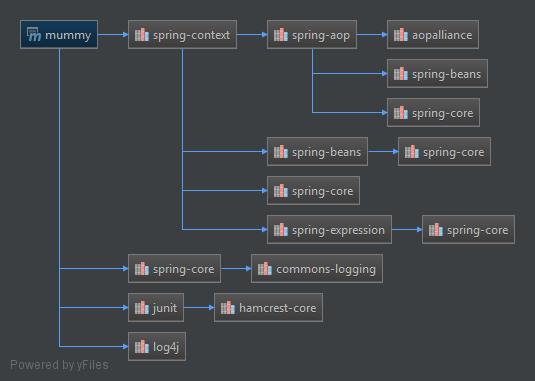 mummy
spring-context
spring-aop
aopalliance
spring-beans
spring-core
spring-beans
spring-core
spring-core
spring-expression
spring-core
spring-core
commons-logging
junit
hamcrest-core
log4j
Powered by yFiles